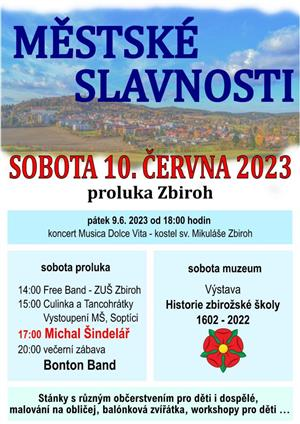 MĚSTSKÉ
SLAVNOSTI
SOBOTA 10. ČERVNA 2023
proluka Zbiroh
pátek 9.6. 2023 od 18:00 hodin
koncert Musica Dolce Vita - kostel sv. Mikuláše Zbiroh
sobota proluka
14:00 Free Band - ZUŠ Zbiroh
15:00 Culinka a Tancohrátky
Vystoupení MŠ, Soptíci
17:00 Michal Šindelář
20:00 večerní zábava
Bonton Band
sobota muzeum
Výstava
Historie zbirožské školy
1602 - 2022
Stánky s různým občerstvením pro děti i dospělé,
malování na obličej, balónková zvířátka, workshopy pro děti ...